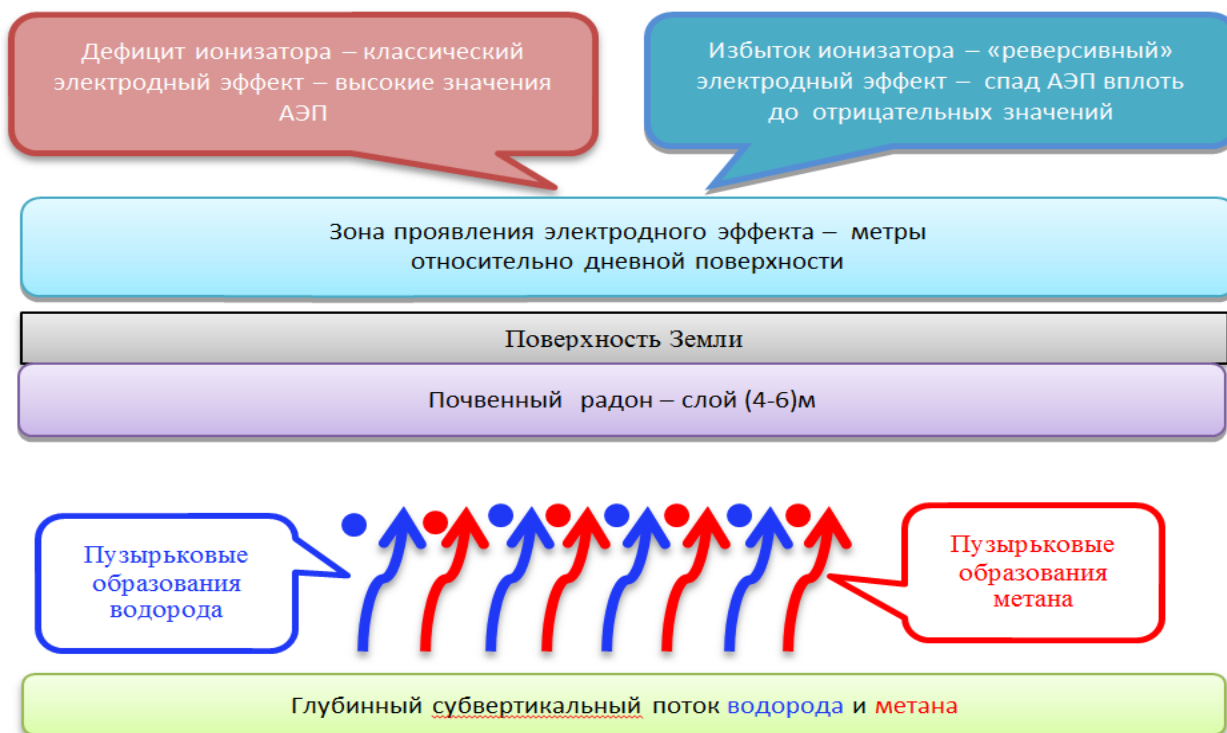 Дефицит ионизатора – классический
электродный эффект – высокие значения
АЭП
Избыток ионизатора – «реверсивный»
электродный эффект – спад АЭП вплоть
до отрицательных значений
Зона проявления электродного эффекта – метры
относительно дневной поверхности
Поверхность Земли
Почвенный радон – слой (4-6)м
Пузырьковые
образования
водорода
Пузырьковые
образования
метана
Глубинный субвертикальный поток водорода и метана